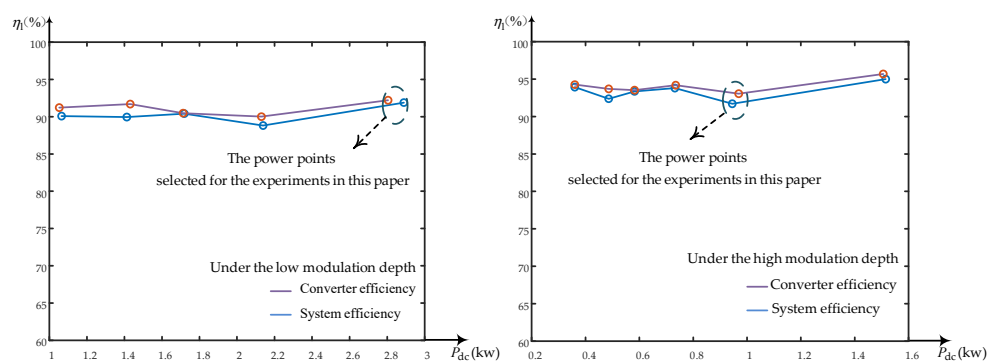 η₁(%)
100
95
90
85
80
75
70
65
60
The power points
selected for the experiments in this paper
Under the low modulation depth
Converter efficiency
System efficiency
1 1.2 1.4 1.6 1.8 2 2.2 2.4 2.6 2.8 3
P_dc(kw)
η₁(%)
100
95
90
85
80
75
70
65
60
The power points
selected for the experiments in this paper
Under the high modulation depth
Converter efficiency
System efficiency
0.2 0.4 0.6 0.8 1 1.2 1.4 1.6
P_dc(kw)